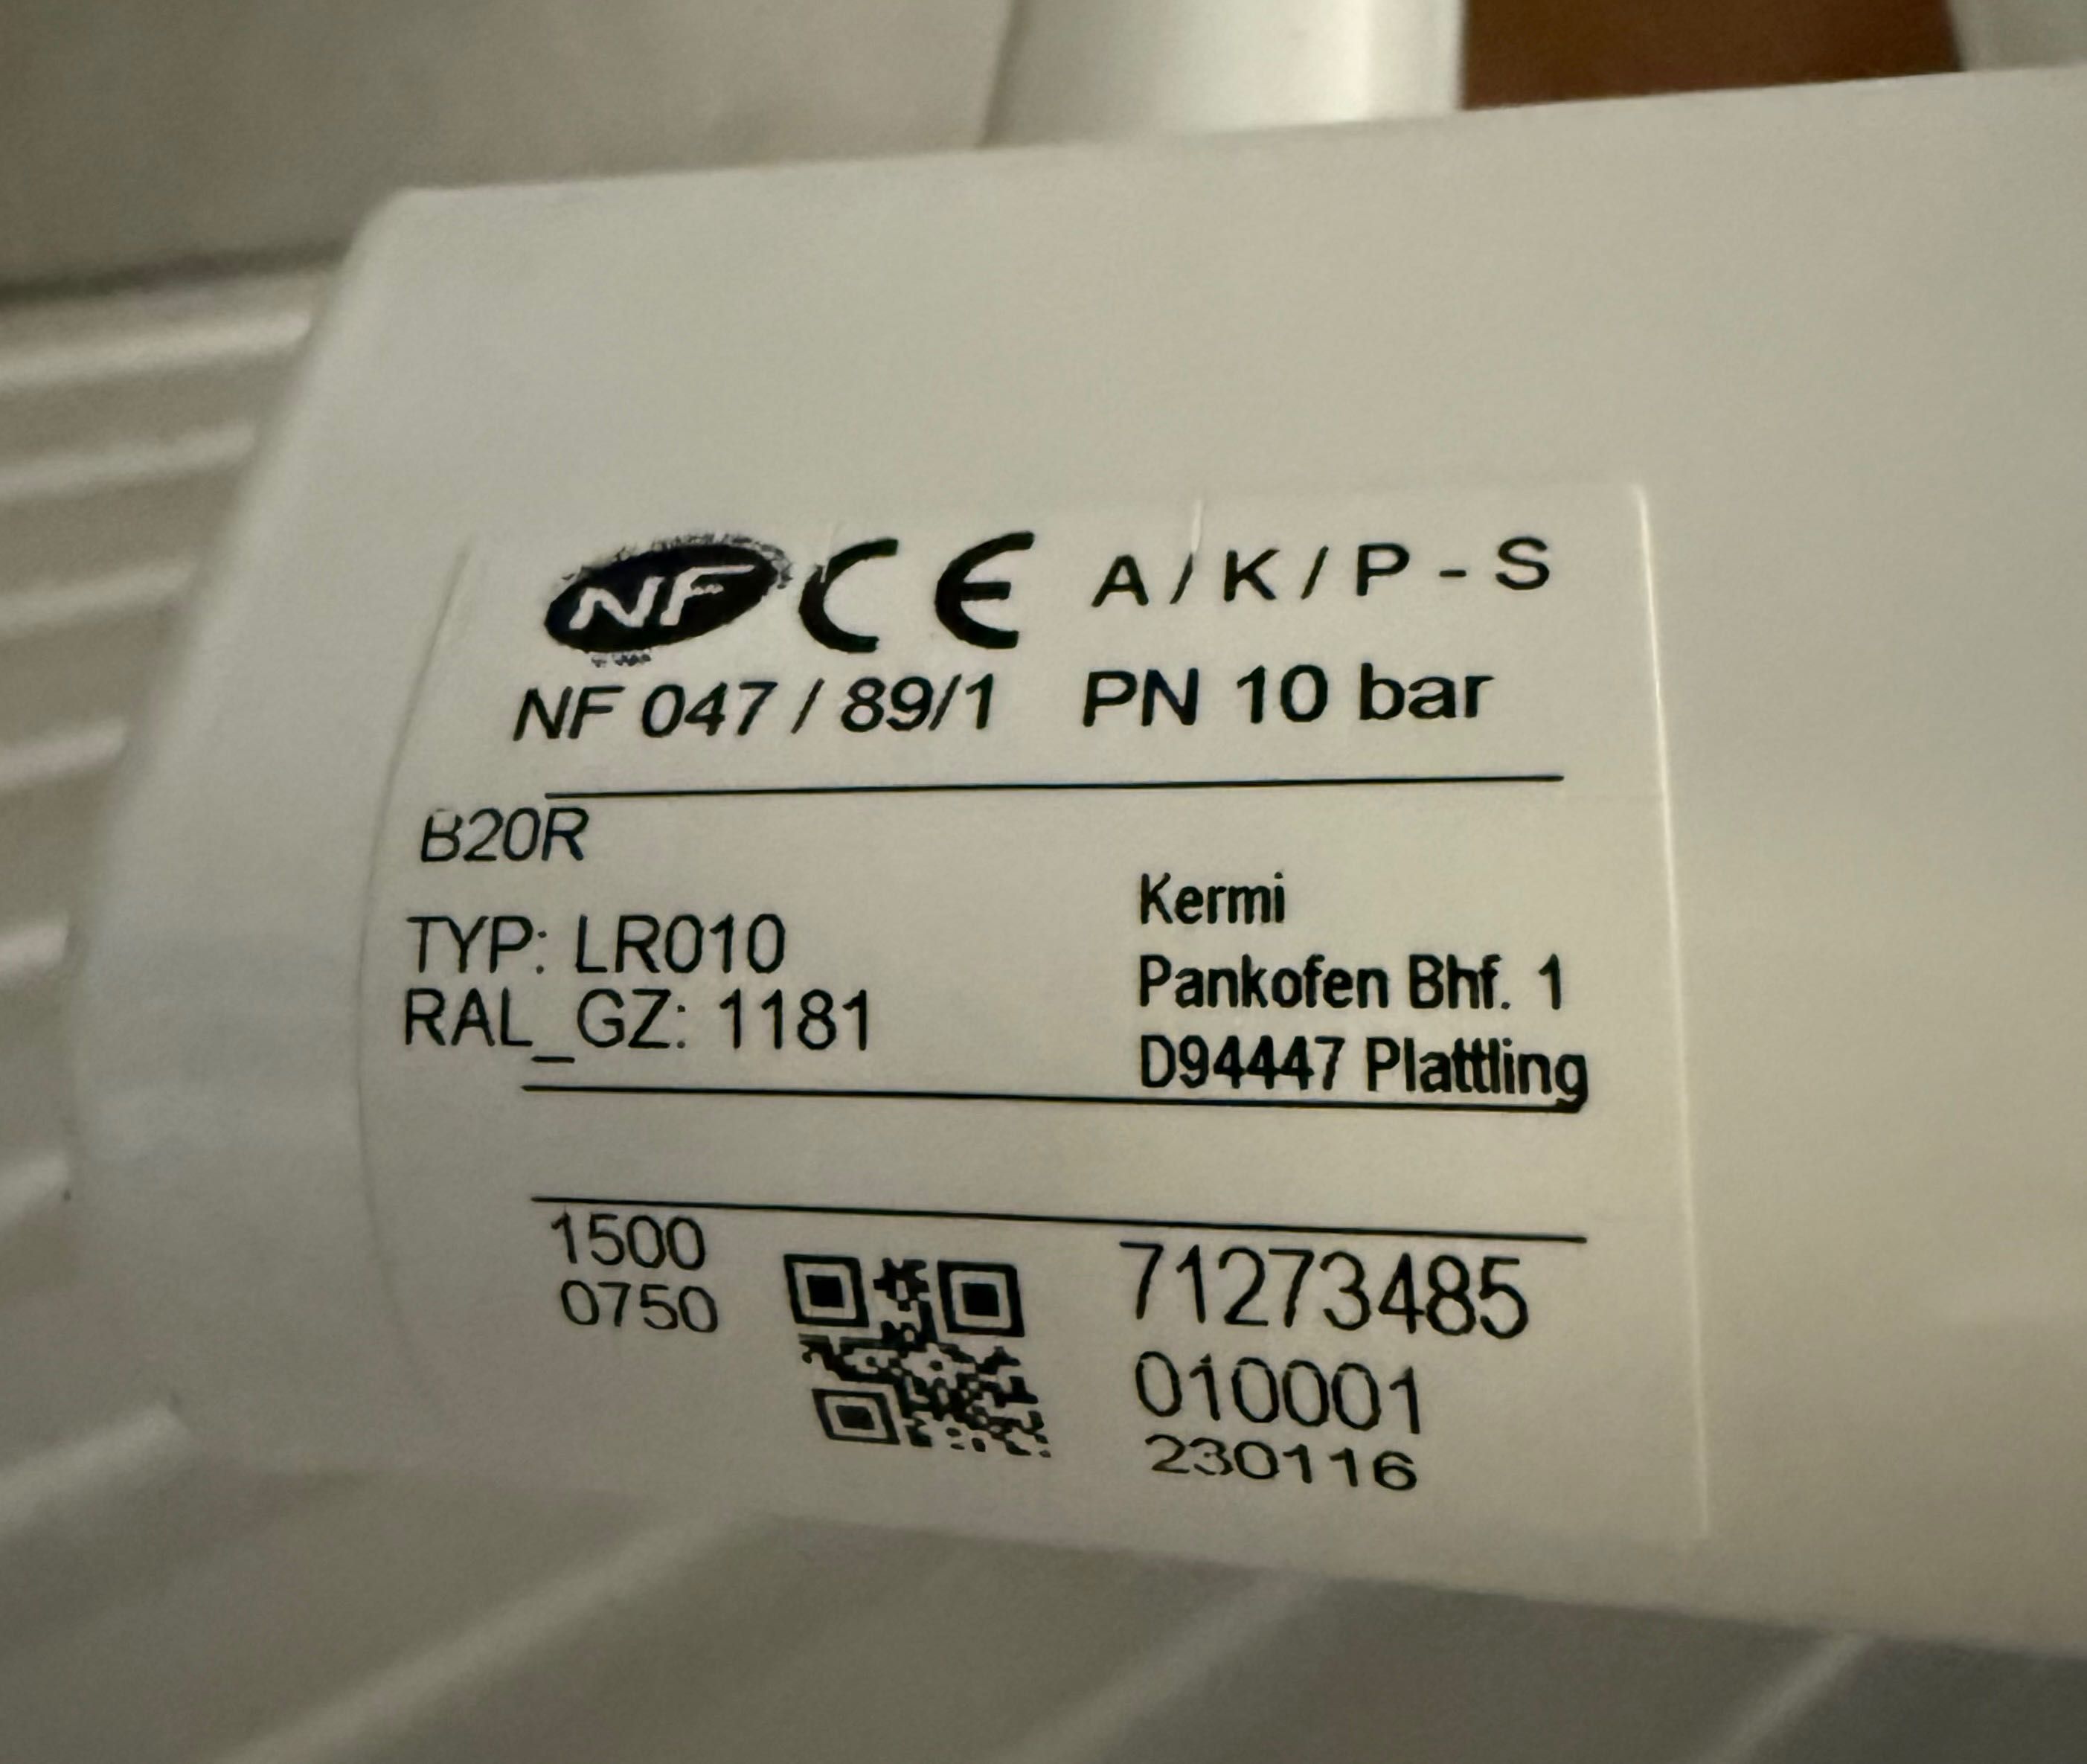 NF CE A / K / P - S
NF 047 / 89/1 PN 10 bar
B20R
TYP: LR010
RAL_GZ: 1181
Kermi
Pankofen Bhf. 1
D94447 Plattling
1500
0750
71273485
010001
230116